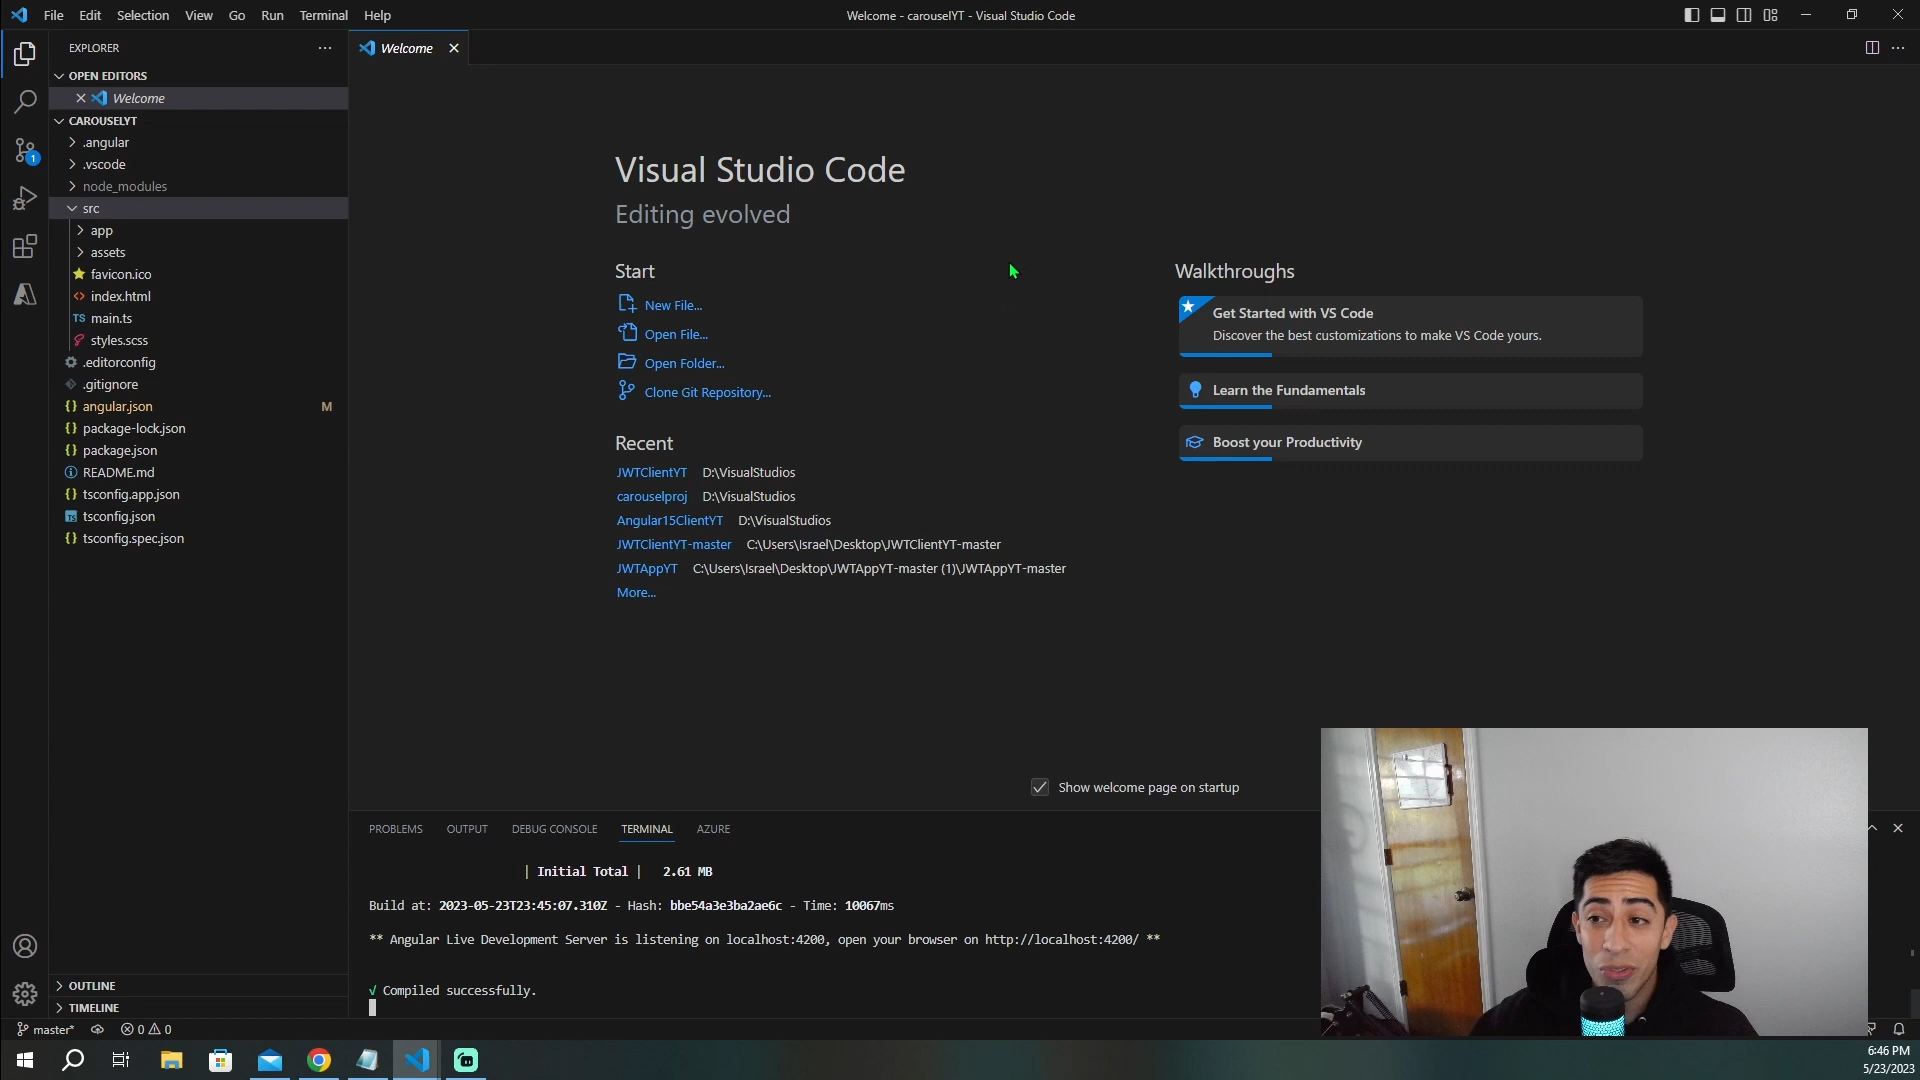 File Edit Selection View Go Run Terminal Help
Welcome - carouselYT - Visual Studio Code
EXPLORER
OPEN EDITORS
Welcome
CAROUSELYT
.angular
.vscode
node_modules
src
app
assets
favicon.ico
index.html
TS main.ts
styles.scss
.editorconfig
.gitignore
{} angular.json M
{} package-lock.json
{} package.json
README.md
{} tsconfig.app.json
TS tsconfig.json
{} tsconfig.spec.json
OUTLINE
TIMELINE
1
Welcome
Visual Studio Code
Editing evolved
Start
New File...
Open File...
Open Folder...
Clone Git Repository...
Recent
JWTClientYT D:\VisualStudios
carouselproj D:\VisualStudios
Angular15ClientYT D:\VisualStudios
JWTClientYT-master C:\Users\Israel\Desktop\JWTClientYT-master
JWTAppYT C:\Users\Israel\Desktop\JWTAppYT-master (1)\JWTAppYT-master
More...
Walkthroughs
Get Started with VS Code
Discover the best customizations to make VS Code yours.
Learn the Fundamentals
Boost your Productivity
Show welcome page on startup
PROBLEMS OUTPUT DEBUG CONSOLE TERMINAL AZURE
| Initial Total | 2.61 MB
Build at: 2023-05-23T23:45:07.310Z - Hash: bbe54a3e3ba2ae6c - Time: 10067ms
** Angular Live Development Server is listening on localhost:4200, open your browser on http://localhost:4200/ **
√ Compiled successfully.
master* 0 0
6:46 PM
5/23/2023